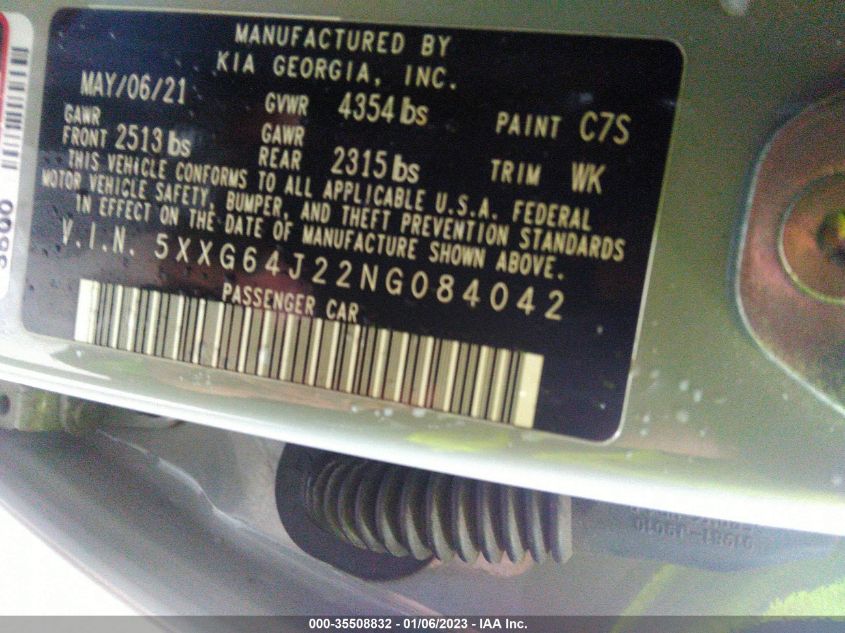 MANUFACTURED BY
KIA GEORGIA, INC.
MAY/06/21
GVWR 4354 lbs
PAINT C7S
GAWR
FRONT 2513 lbs
GAWR
REAR 2315 lbs
TRIM WK
THIS VEHICLE CONFORMS TO ALL APPLICABLE U.S.A. FEDERAL
MOTOR VEHICLE SAFETY, BUMPER, AND THEFT PREVENTION STANDARDS
IN EFFECT ON THE DATE OF MANUFACTURE SHOWN ABOVE.
V.I.N. 5XXG64J22NG084042
PASSENGER CAR
000-35508832 - 01/06/2023 - IAA Inc.